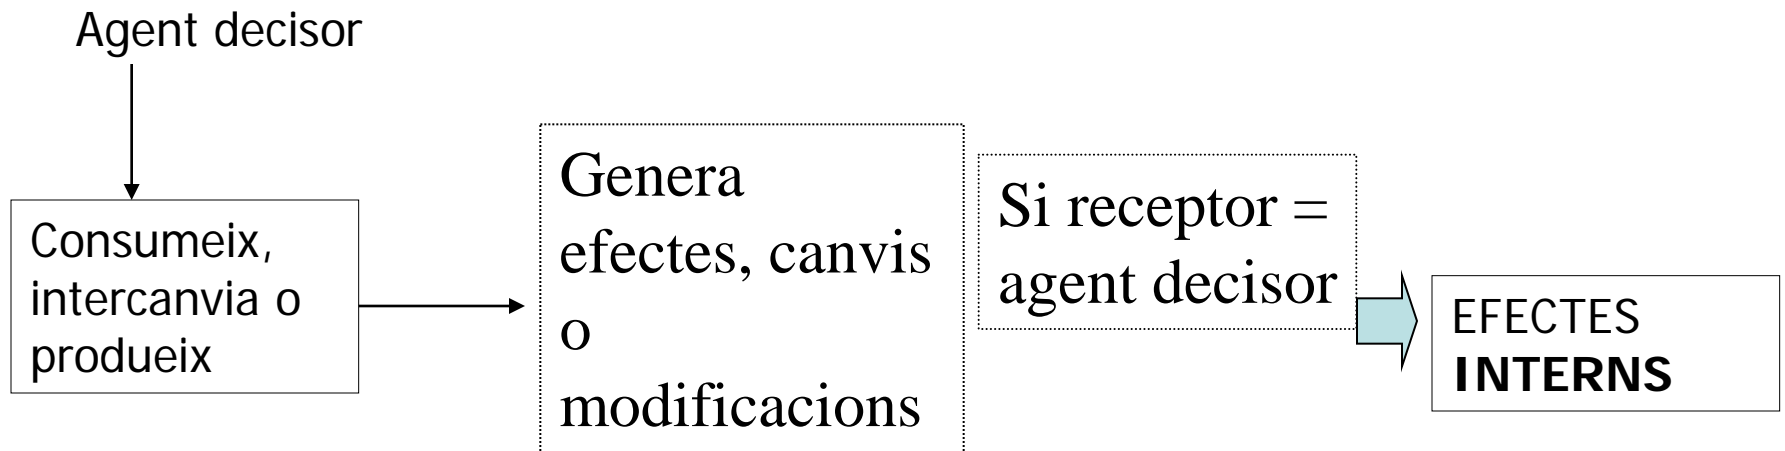 Agent decisor
Consumeix,
intercanvia o
produeix
Genera
efectes, canvis
o
modificacions
Si receptor =
agent decisor
EFECTES
INTERNS